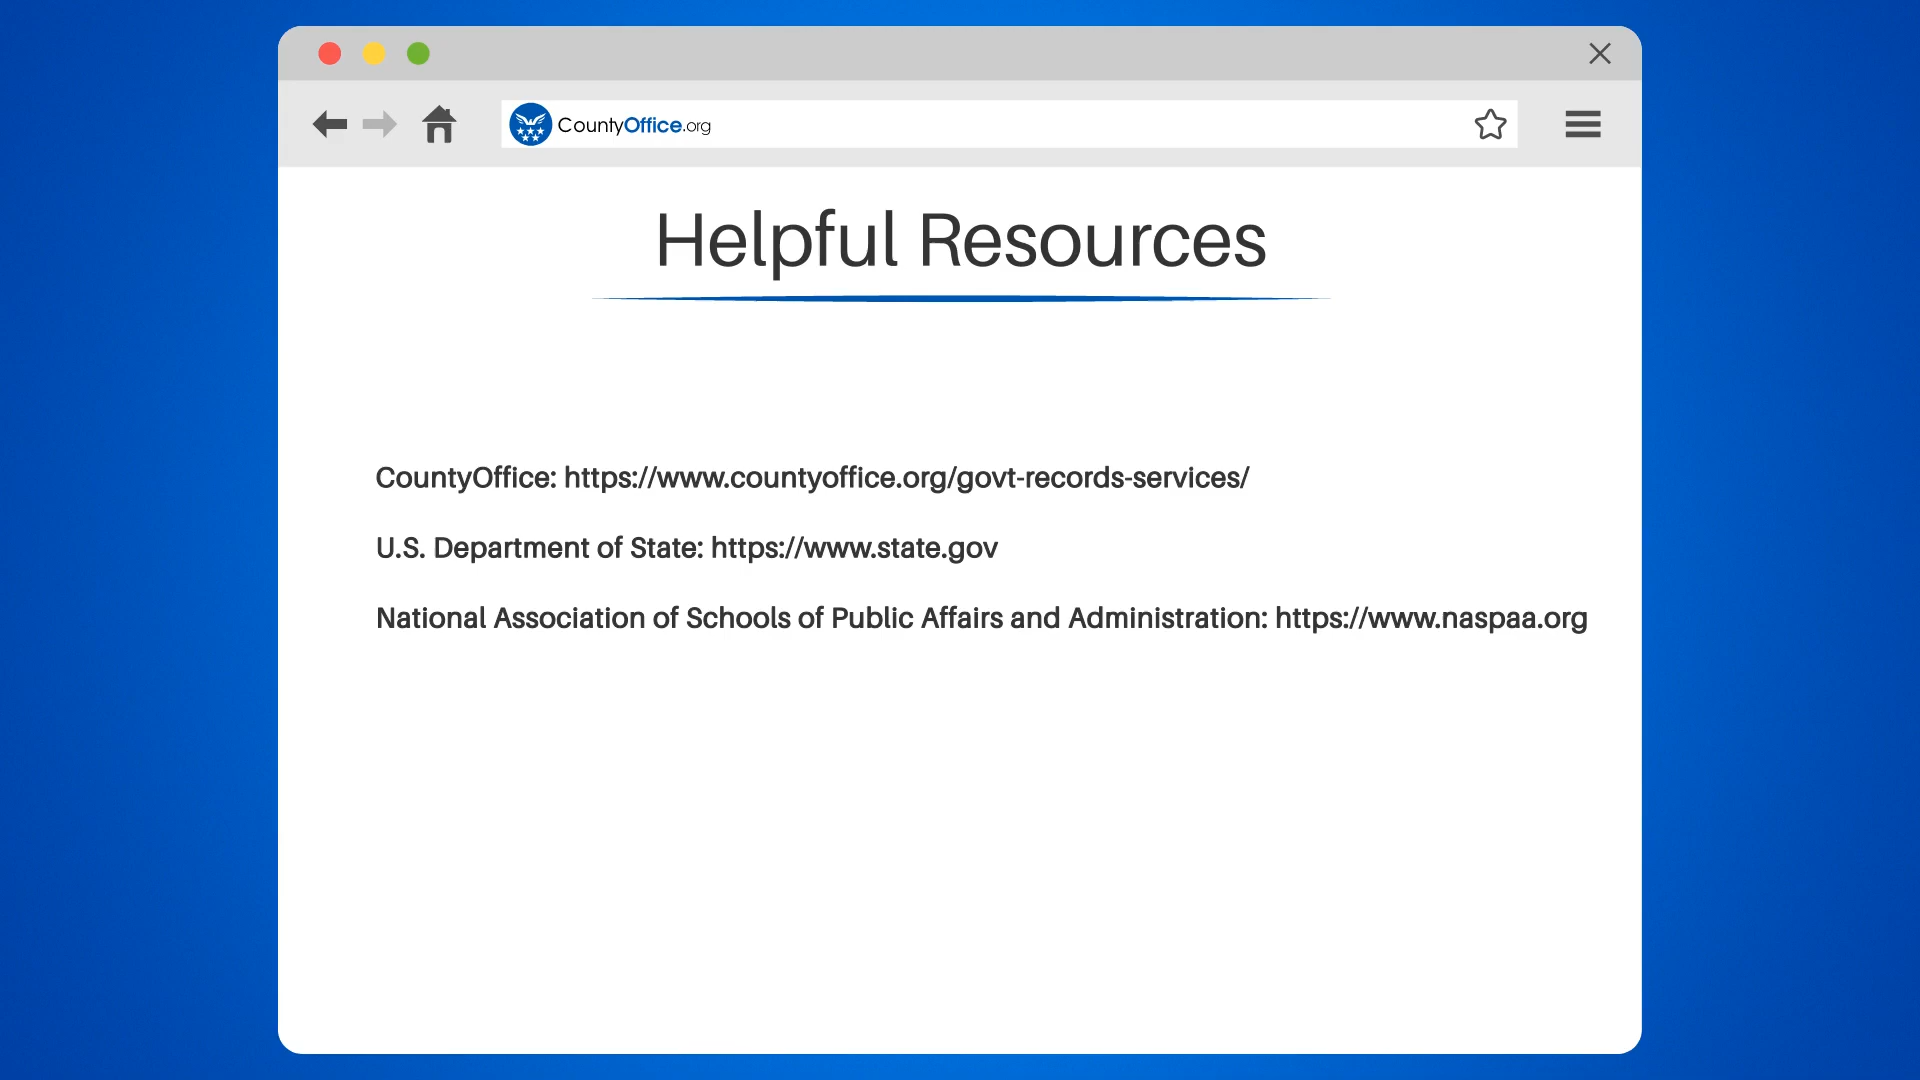 CountyOffice.org
Helpful Resources
CountyOffice: https://www.countyoffice.org/govt-records-services/
U.S. Department of State: https://www.state.gov
National Association of Schools of Public Affairs and Administration: https://www.naspaa.org